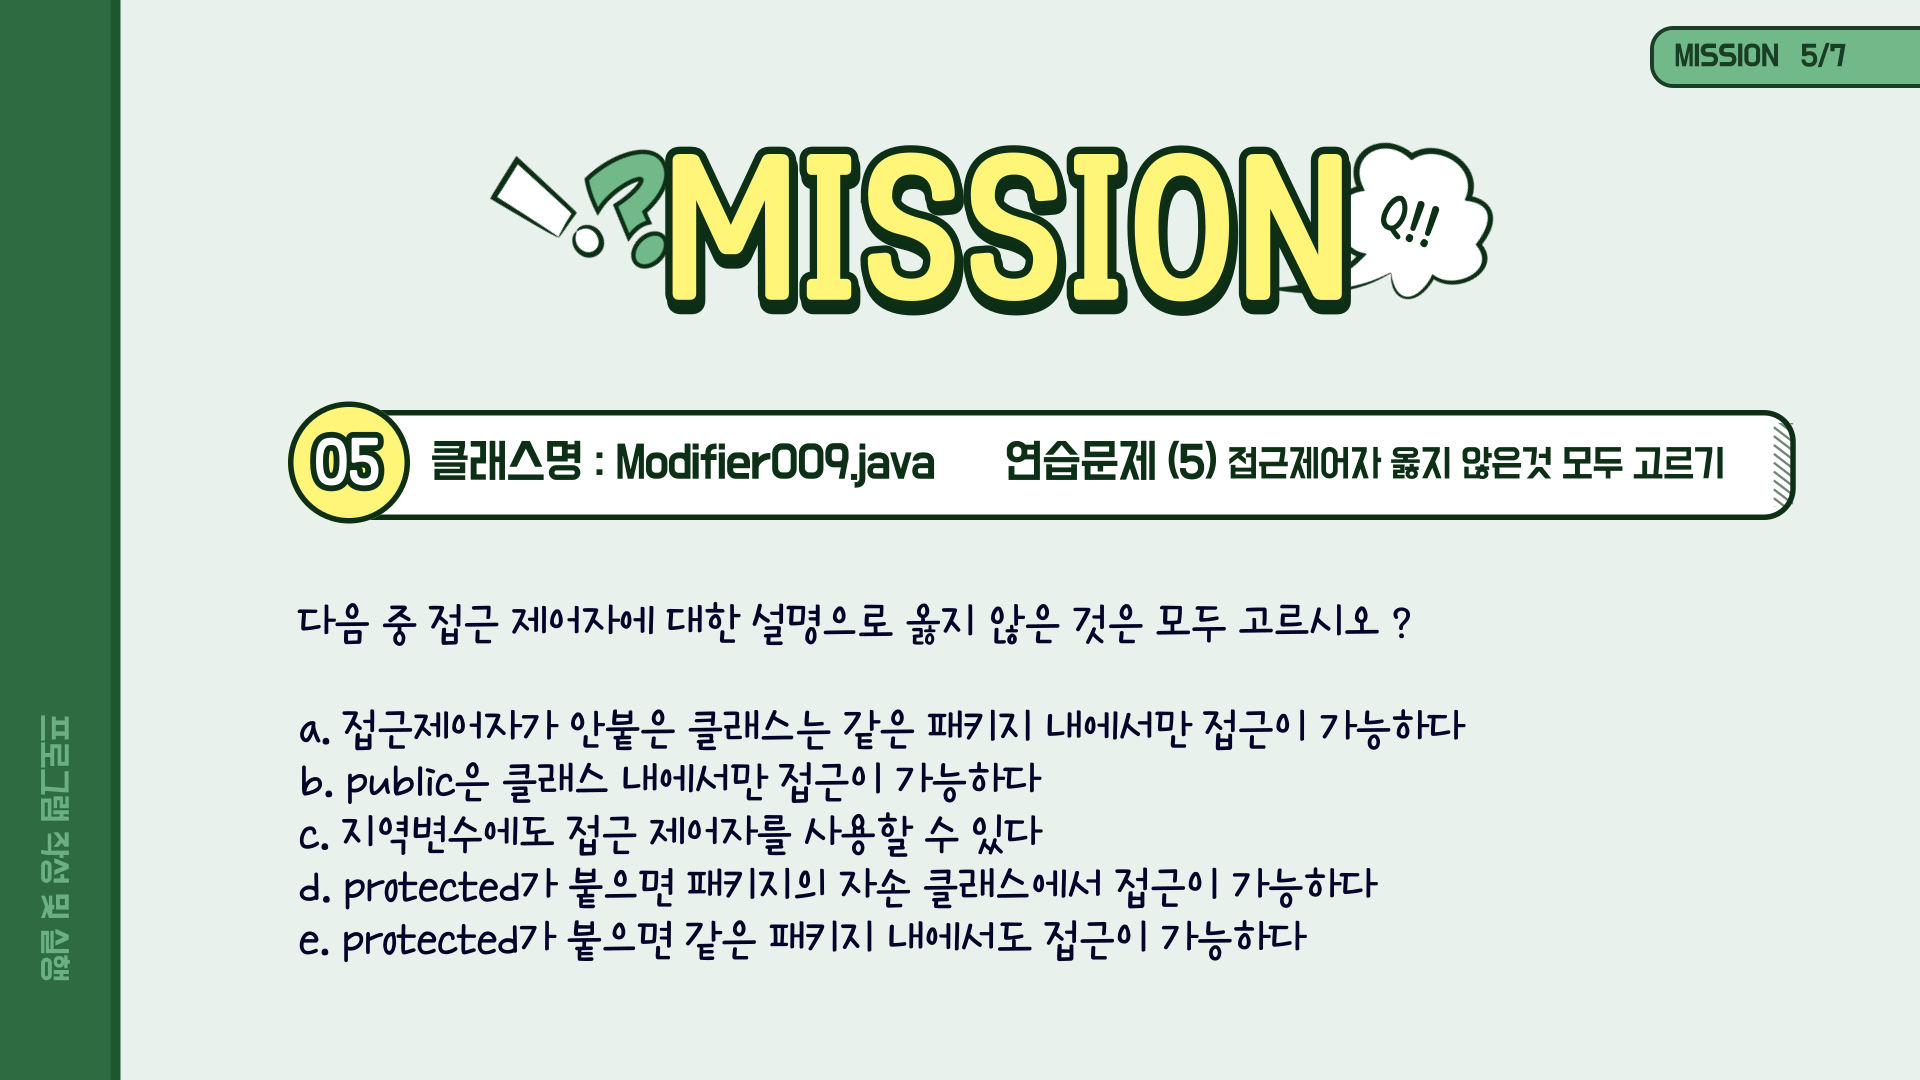 MISSION 5/7
MISSION
Q!!
05 클래스명 : Modifier009.java 연습문제 (5) 접근제어자 옳지 않은것 모두 고르기
다음 중 접근 제어자에 대한 설명으로 옳지 않은 것은 모두 고르시오 ?
a. 접근제어자가 안붙은 클래스는 같은 패키지 내에서만 접근이 가능하다
b. public은 클래스 내에서만 접근이 가능하다
c. 지역변수에도 접근 제어자를 사용할 수 있다
d. protected가 붙으면 패키지의 자손 클래스에서 접근이 가능하다
e. protected가 붙으면 같은 패키지 내에서도 접근이 가능하다
프로그램 작성 및 실행